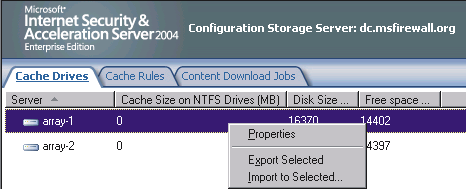 Microsoft®
Internet Security &
Acceleration Server 2004
Enterprise Edition
Configuration Storage Server: dc.msfirewall.org
Cache Drives
Cache Rules
Content Download Jobs
Server Cache Size on NTFS Drives (MB) Disk Size ... Free space ...
array-1 0 16370 14402
array-2 0 4397
Properties
Export Selected
Import to Selected...